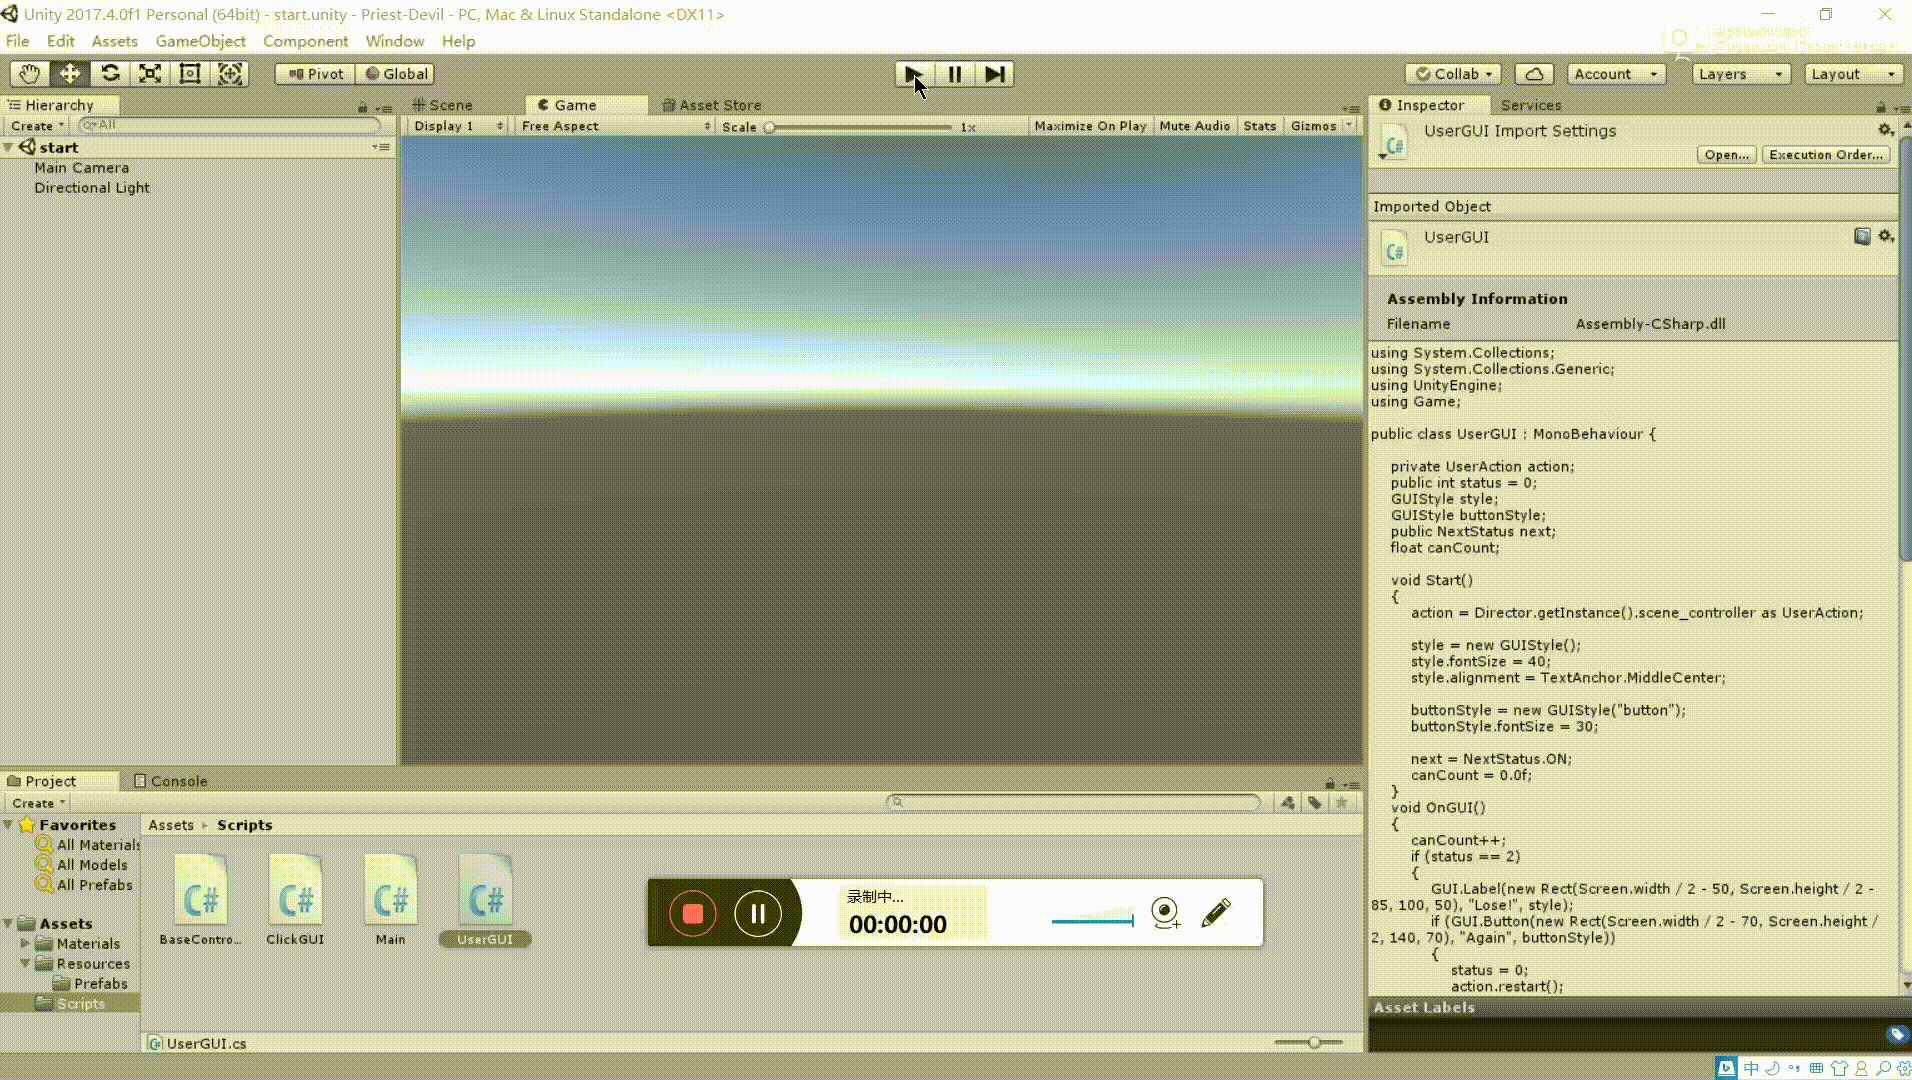 Unity 2017.4.0f1 Personal (64bit) - start.unity - Priest-Devil - PC, Mac & Linux Standalone <DX11>
File Edit Assets GameObject Component Window Help
Pivot Global Collab Account Layers Layout
Hierarchy
Create All
start
Main Camera
Directional Light
Scene Game Asset Store
Display 1 Free Aspect Scale 1x Maximize On Play Mute Audio Stats Gizmos
Inspector Services
UserGUI Import Settings
Open... Execution Order...
Imported Object
UserGUI
Assembly Information
Filename Assembly-CSharp.dll
using System.Collections;
using System.Collections.Generic;
using UnityEngine;
using Game;
public class UserGUI : MonoBehaviour {
private UserAction action;
public int status = 0;
GUIStyle style;
GUIStyle buttonStyle;
public NextStatus next;
float canCount;
void Start()
{
action = Director.getInstance().scene_controller as UserAction;
style = new GUIStyle();
style.fontSize = 40;
style.alignment = TextAnchor.MiddleCenter;
buttonStyle = new GUIStyle("button");
buttonStyle.fontSize = 30;
next = NextStatus.ON;
canCount = 0.0f;
}
void OnGUI()
{
canCount++;
if (status == 2)
{
GUI.Label(new Rect(Screen.width / 2 - 50, Screen.height / 2 -
85, 100, 50), "Lose!", style);
if (GUI.Button(new Rect(Screen.width / 2 - 70, Screen.height /
2, 140, 70), "Again", buttonStyle))
{
status = 0;
action.restart();
Asset Labels
Project Console
Create
Favorites
All Materials
All Models
All Prefabs
Assets
Materials
Resources
Prefabs
Scripts
Assets Scripts
C# C# C# C#
BaseContro... ClickGUI Main UserGUI
录制中...
00:00:00
UserGUI.cs
中